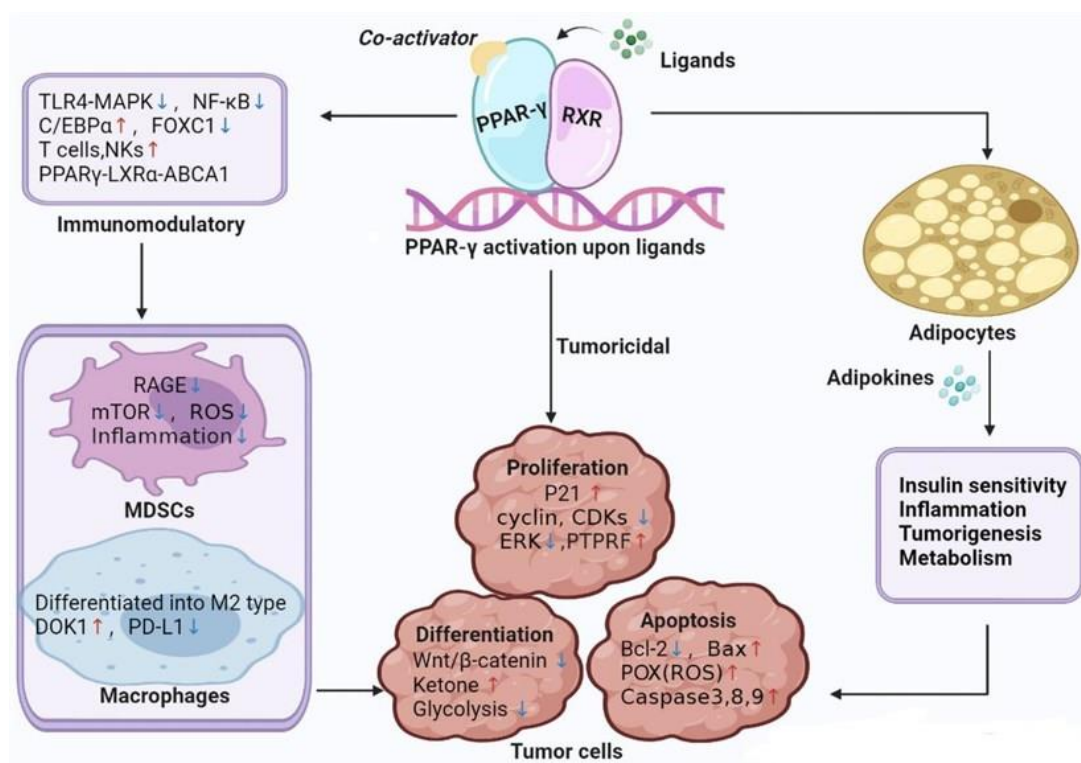 Co-activator
Ligands
PPAR-γ
RXR
PPAR-γ activation upon ligands
TLR4-MAPK↓, NF-κB↓
C/EBPα↑, FOXC1↓
T cells,NKs↑
PPARγ-LXRα-ABCA1
Immunomodulatory
RAGE↓
mTOR↓, ROS↓
Inflammation↓
MDSCs
Differentiated into M2 type
DOK1↑, PD-L1↓
Macrophages
Tumoricidal
Proliferation
P21 ↑
cyclin, CDKs ↓
ERK↓,PTPRF↑
Differentiation
Wnt/β-catenin ↓
Ketone ↑
Glycolysis ↓
Apoptosis
Bcl-2↓, Bax↑
POX(ROS)↑
Caspase3,8,9↑
Tumor cells
Adipocytes
Adipokines
Insulin sensitivity
Inflammation
Tumorigenesis
Metabolism